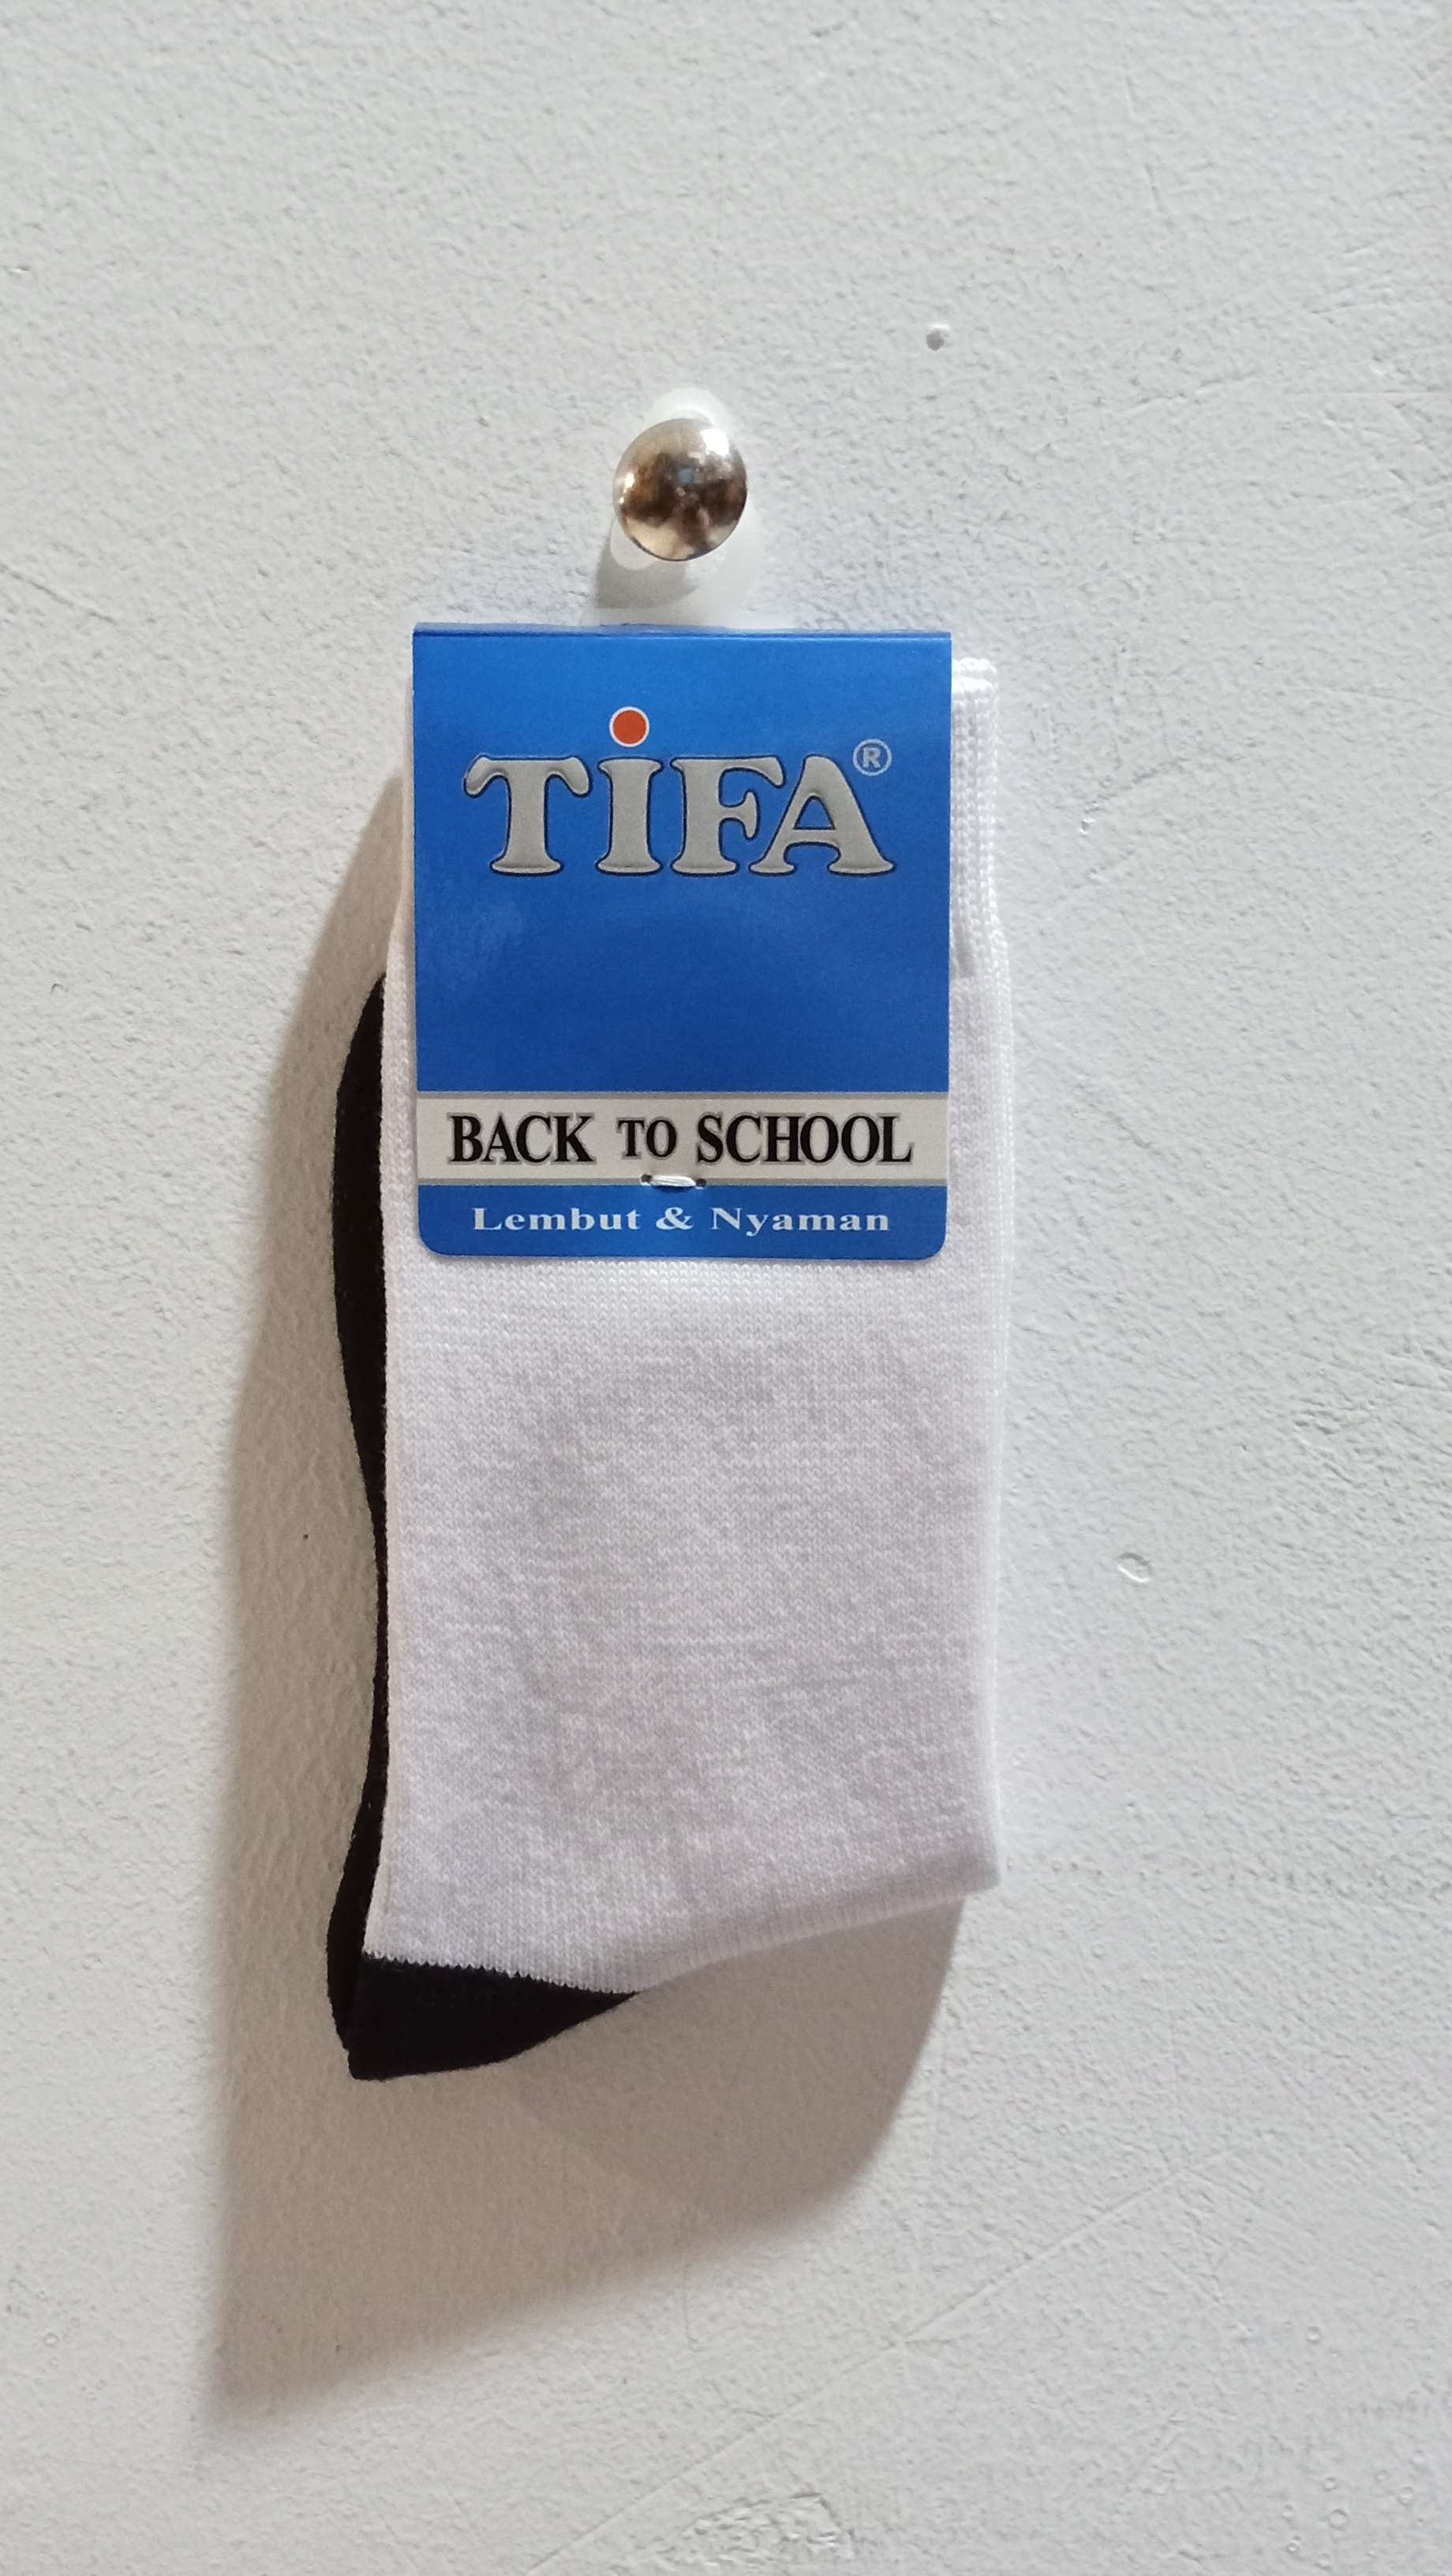 TiFA®
BACK TO SCHOOL
Lembut & Nyaman